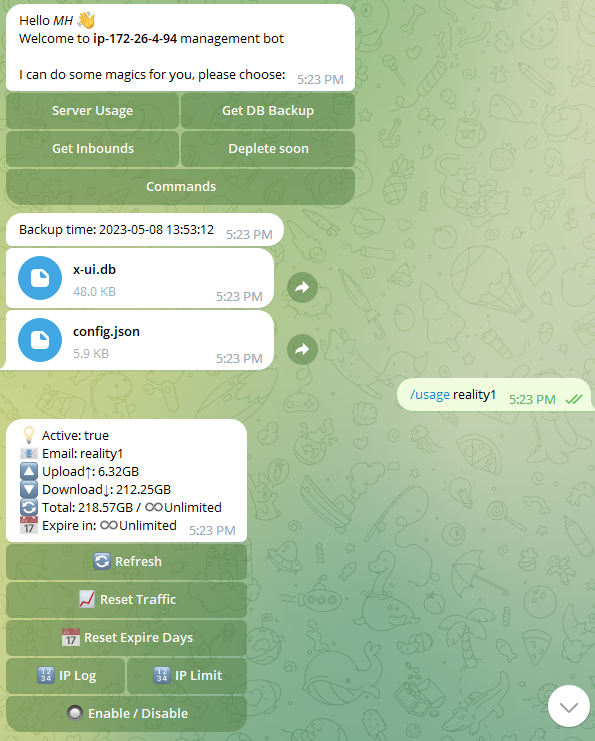 Hello MH 👋
Welcome to ip-172-26-4-94 management bot
I can do some magics for you, please choose: 5:23 PM
Server Usage Get DB Backup
Get Inbounds Deplete soon
Commands
Backup time: 2023-05-08 13:53:12 5:23 PM
x-ui.db
48.0 KB 5:23 PM
config.json
5.9 KB 5:23 PM
/usage reality1 5:23 PM
💡 Active: true
📧 Email: reality1
🔼 Upload↑: 6.32GB
🔽 Download↓: 212.25GB
🔄 Total: 218.57GB / ♾Unlimited
📅 Expire in: ♾Unlimited 5:23 PM
🔄 Refresh
📈 Reset Traffic
📅 Reset Expire Days
🔢 IP Log 🔢 IP Limit
🔘 Enable / Disable